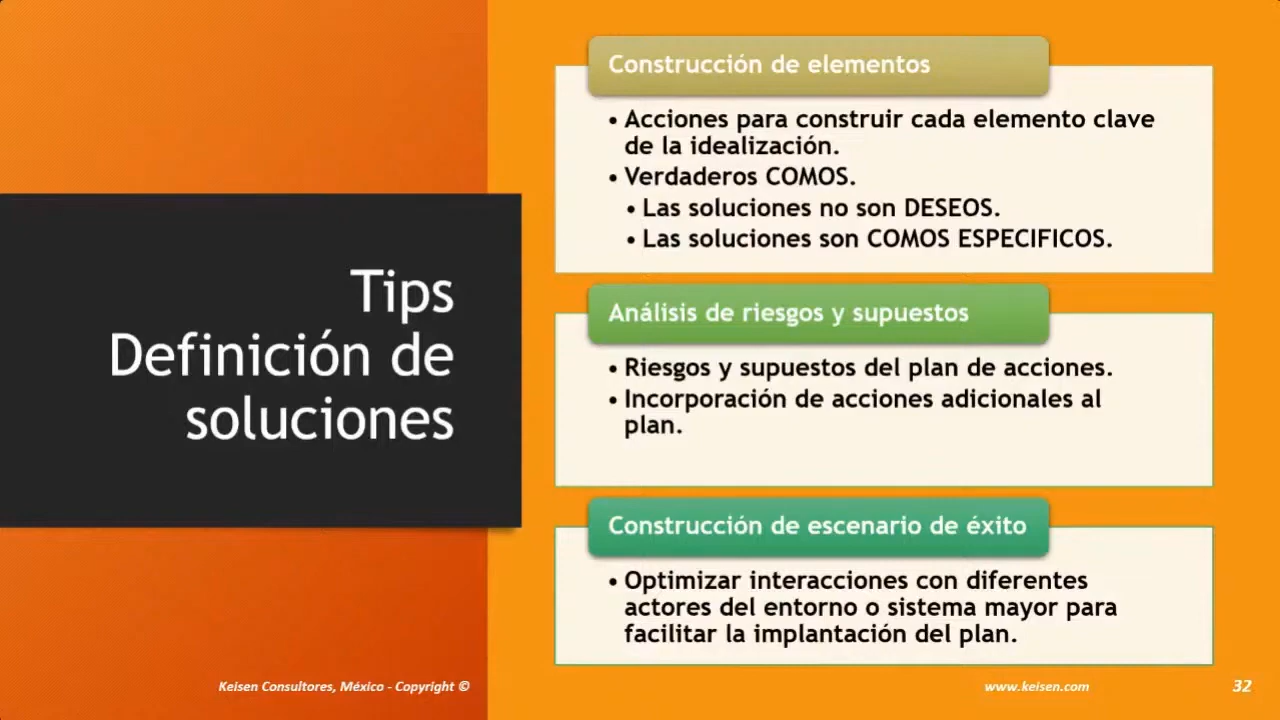 Tips
Definición de
soluciones
Construcción de elementos
• Acciones para construir cada elemento clave
de la idealización.
• Verdaderos COMOS.
• Las soluciones no son DESEOS.
• Las soluciones son COMOS ESPECIFICOS.
Análisis de riesgos y supuestos
• Riesgos y supuestos del plan de acciones.
• Incorporación de acciones adicionales al
plan.
Construcción de escenario de éxito
• Optimizar interacciones con diferentes
actores del entorno o sistema mayor para
facilitar la implantación del plan.
Keisen Consultores, México - Copyright ©
www.keisen.com
32